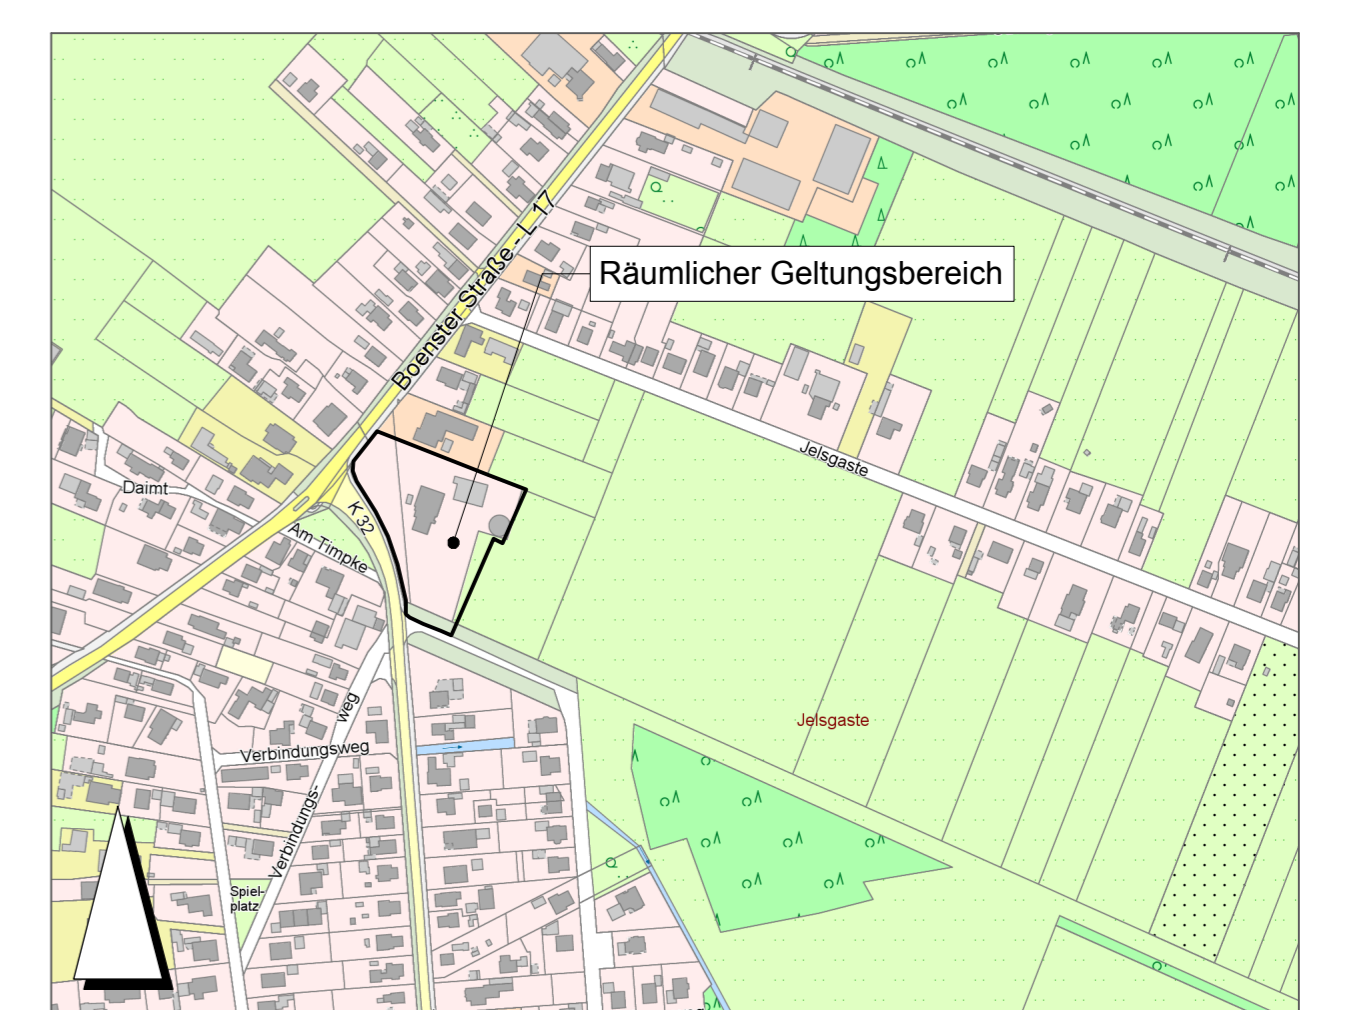 Boenster Straße - L 17
Räumlicher Geltungsbereich
Jelsgaste
Daimt
K 32
Am Timpke
Jelsgaste
weg
Verbindungsweg
Verbindungs-
Spiel-
platz